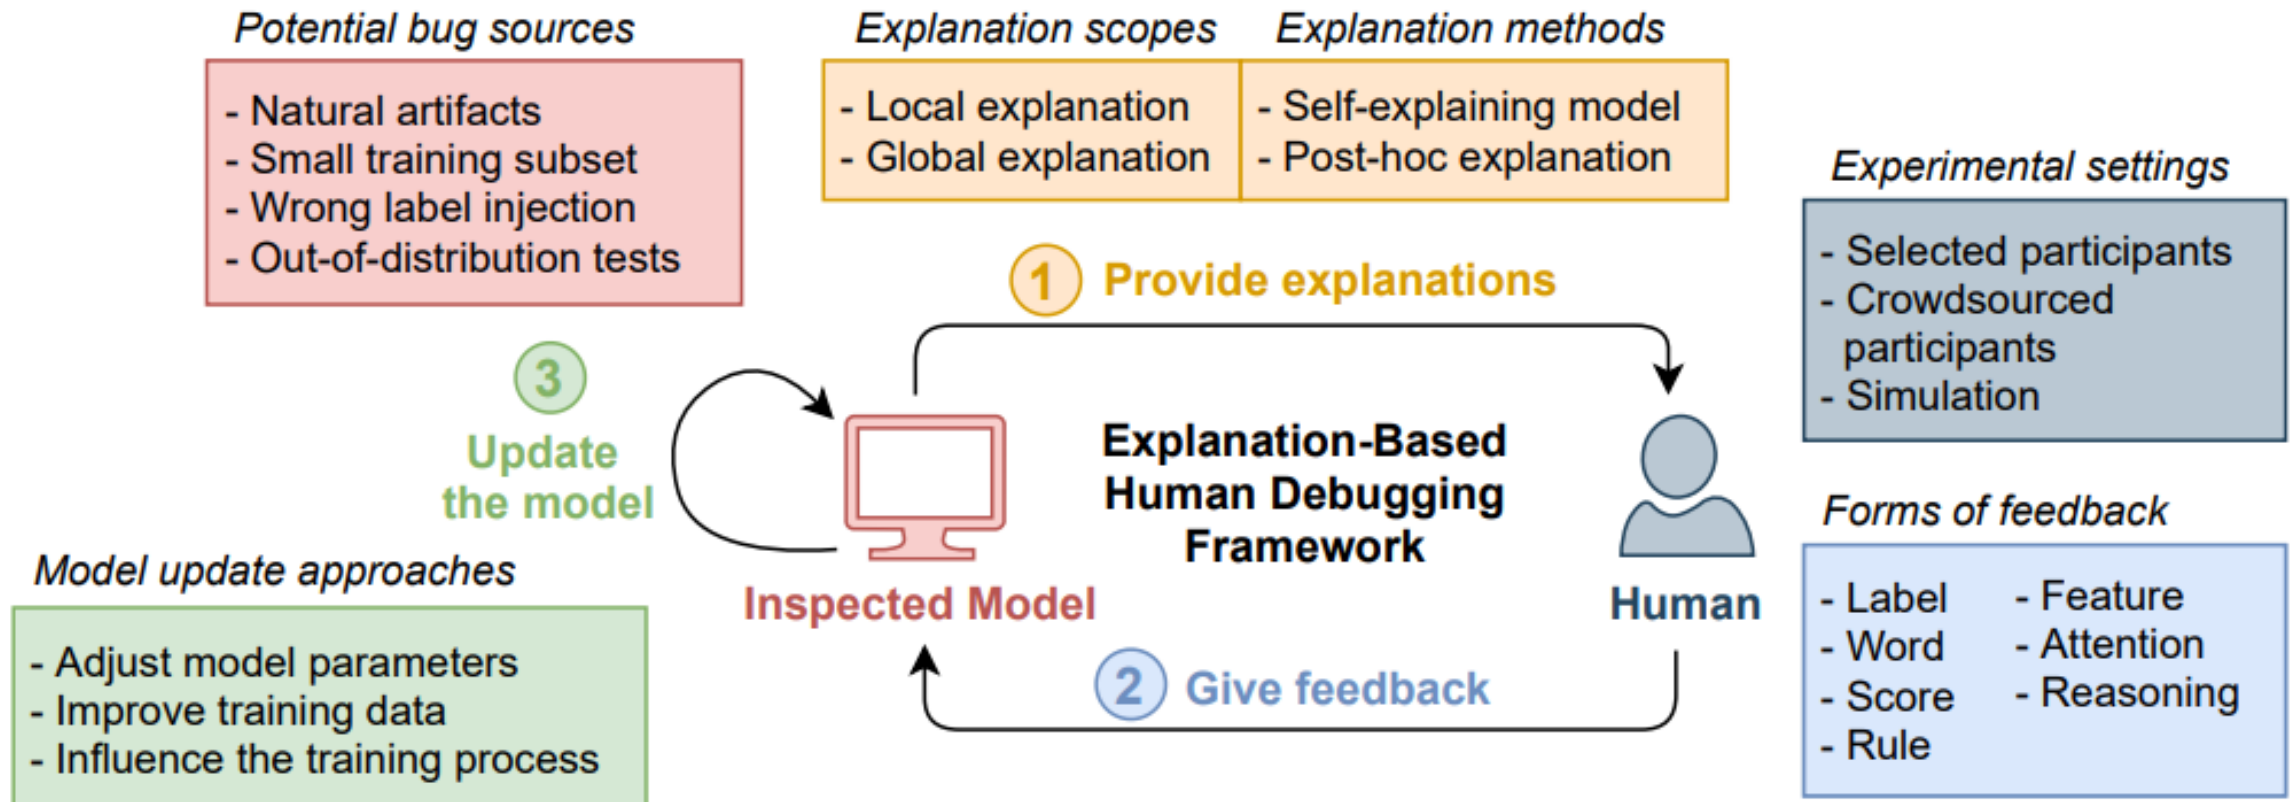 Potential bug sources
- Natural artifacts
- Small training subset
- Wrong label injection
- Out-of-distribution tests
Explanation scopes
- Local explanation
- Global explanation
Explanation methods
- Self-explaining model
- Post-hoc explanation
Experimental settings
- Selected participants
- Crowdsourced
participants
- Simulation
1 Provide explanations
3
Update
the model
Explanation-Based
Human Debugging
Framework
Inspected Model
Human
2 Give feedback
Model update approaches
- Adjust model parameters
- Improve training data
- Influence the training process
Forms of feedback
- Label
- Word
- Score
- Rule
- Feature
- Attention
- Reasoning